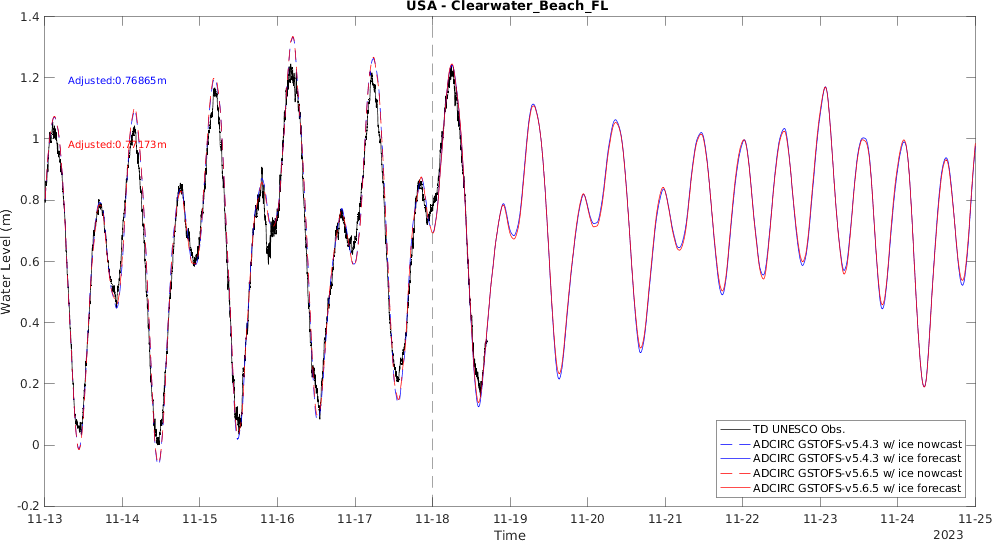 USA - Clearwater_Beach_FL
Water Level (m)
1.4
1.2
1
0.8
0.6
0.4
0.2
0
-0.2
Adjusted:0.76865m
TD UNESCO Obs.
ADCIRC GSTOFS-v5.4.3 w/ ice nowcast
ADCIRC GSTOFS-v5.4.3 w/ ice forecast
ADCIRC GSTOFS-v5.6.5 w/ ice nowcast
ADCIRC GSTOFS-v5.6.5 w/ ice forecast
11-13 11-14 11-15 11-16 11-17 11-18 11-19 11-20 11-21 11-22 11-23 11-24 11-25
Time
2023